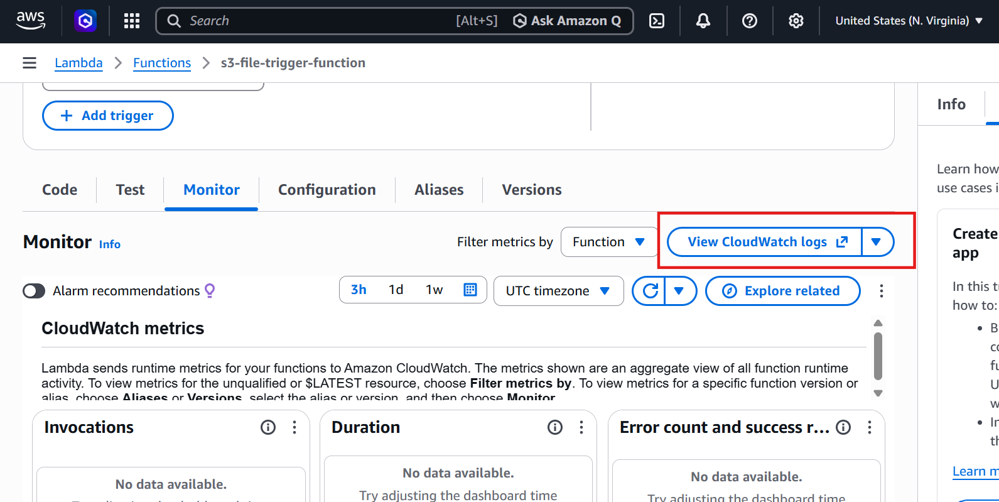 aws
Search
[Alt+S]
Ask Amazon Q
United States (N. Virginia)
Lambda
Functions
s3-file-trigger-function
Add trigger
Info
Code
Test
Monitor
Configuration
Aliases
Versions
Learn how
use cases i
Monitor Info
Filter metrics by
Function
View CloudWatch logs
Create
app
Alarm recommendations
3h
1d
1w
UTC timezone
Explore related
In this t
how to:
CloudWatch metrics
Lambda sends runtime metrics for your functions to Amazon CloudWatch. The metrics shown are an aggregate view of all function runtime
activity. To view metrics for the unqualified or $LATEST resource, choose Filter metrics by. To view metrics for a specific function version or
alias, choose Aliases or Versions, select the alias or version, and then choose Monitor.
B
co
fu
U
w
In
th
Learn m
Invocations
No data available.
Duration
No data available.
Try adjusting the dashboard time
Error count and success r...
No data available.
Try adjusting the dashboard time